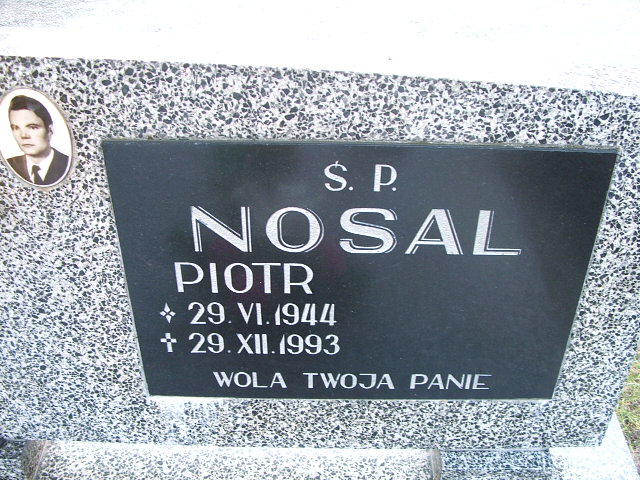 Ś. P.
NOSAL
PIOTR
✧ 29. VI. 1944
✝ 29. XII. 1993
WOLA TWOJA PANIE